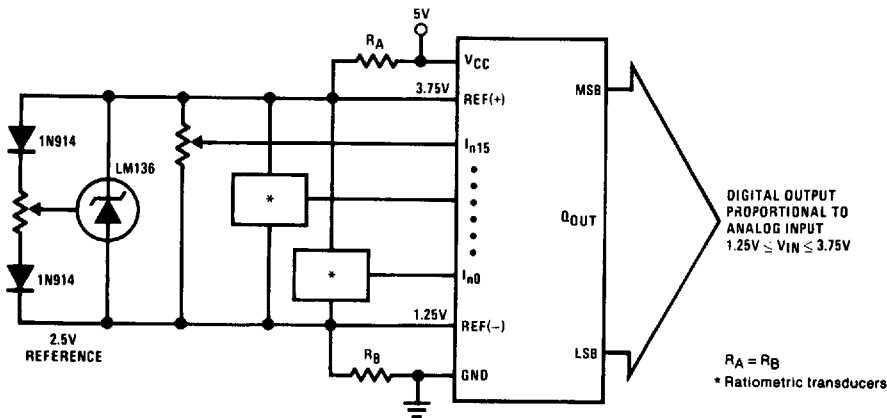 5V
RA
VCC
MSB
3.75V
REF(+)
1N914
In15
LM136
*
DIGITAL OUTPUT
PROPORTIONAL TO
ANALOG INPUT
1.25V ≤ VIN ≤ 3.75V
QOUT
*
1N914
In0
1.25V
REF(−)
2.5V
REFERENCE
RB
LSB
GND
RA = RB
* Ratiometric transducers